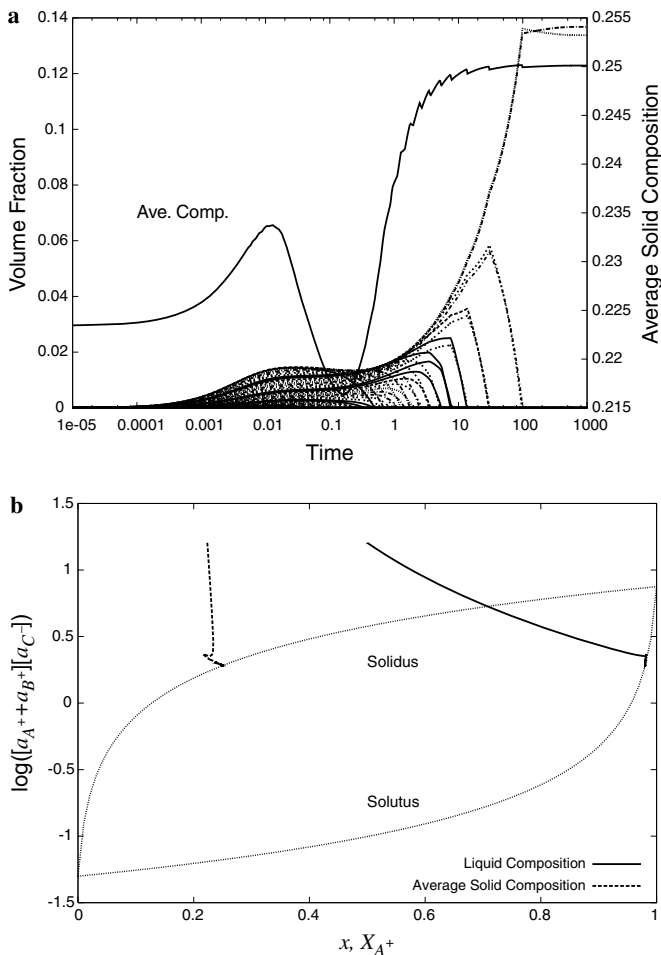 a
Volume Fraction
0.14
0.12
0.1
0.08
0.06
0.04
0.02
0
Ave. Comp.
0.255
0.25
0.245
0.24
0.235
0.23
0.225
0.22
0.215
Average Solid Composition
1e-05 0.0001 0.001 0.01 0.1 1 10 100 1000
Time
b
log([a_A+ + a_B+][a_C-])
1.5
1
0.5
0
-0.5
-1
-1.5
Solidus
Solutus
Liquid Composition
Average Solid Composition
0 0.2 0.4 0.6 0.8 1
x, X_A+